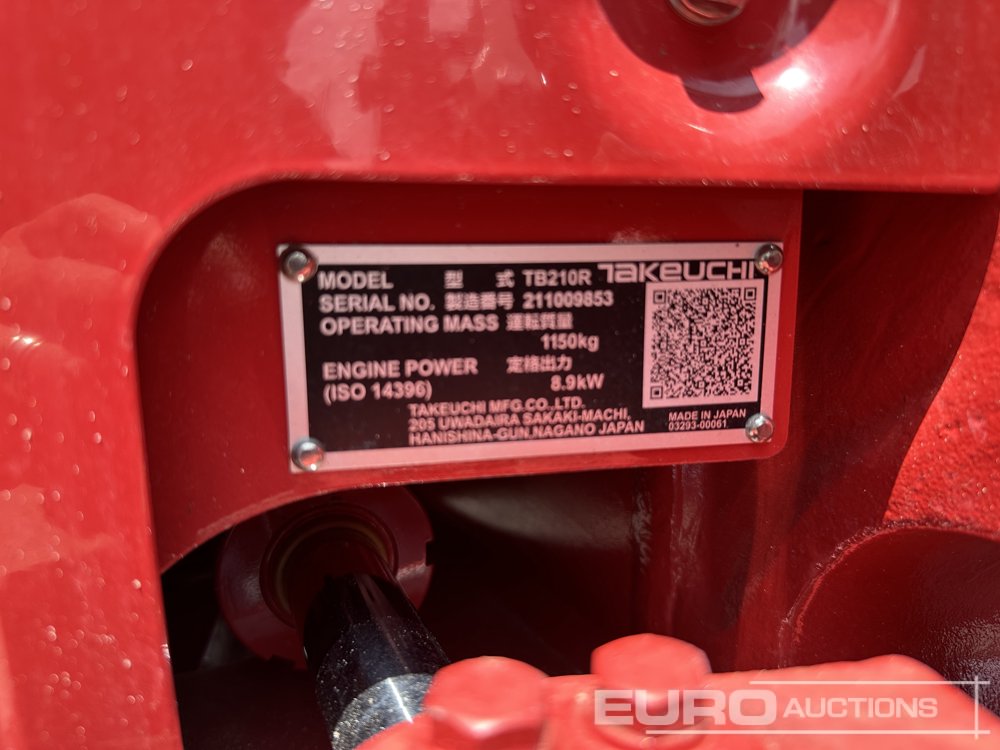 MODEL 型 式 TB210R TAKEUCHI
SERIAL NO. 製造番号 211009853
OPERATING MASS 運転質量
1150kg
ENGINE POWER 定格出力
(ISO 14396) 8.9kW
TAKEUCHI MFG.CO.,LTD.
205 UWADAIRA SAKAKI-MACHI,
HANISHINA-GUN,NAGANO JAPAN
MADE IN JAPAN
03293-00061
EURO AUCTIONS